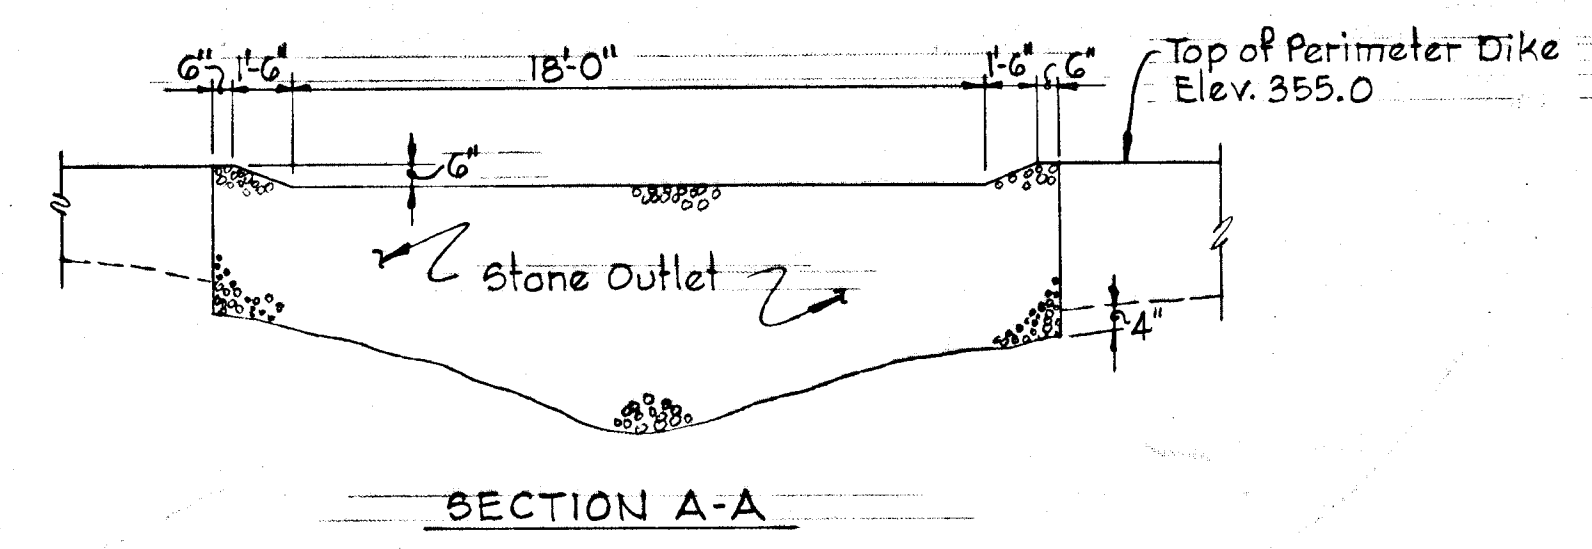 6" 1'-6" 18'-0" 1'-6" 6"
Top of Perimeter Dike
Elev. 355.0
6"
Stone Outlet
4"
SECTION A-A